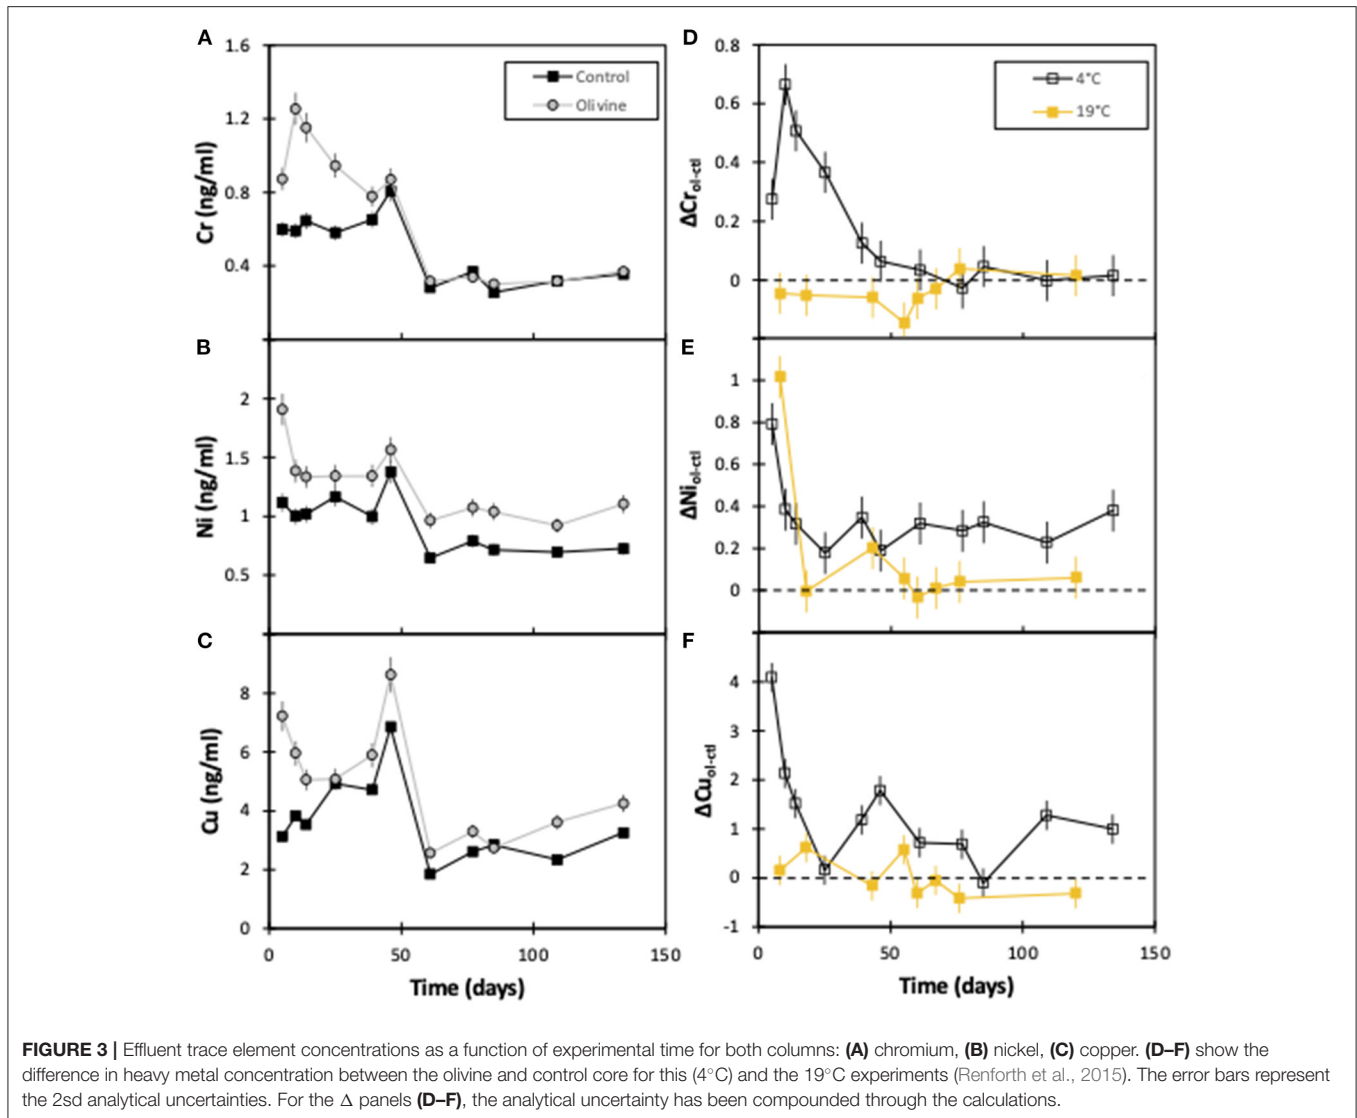 A
1.6
1.2
0.8
0.4
Cr (ng/ml)
Control
Olivine
B
2
1.5
1
0.5
Ni (ng/ml)
C
8
6
4
2
0
Cu (ng/ml)
0 50 100 150
Time (days)
D
0.8
0.6
0.4
0.2
0
ΔCrol-ctl
4°C
19°C
E
1
0.8
0.6
0.4
0.2
0
ΔNiol-ctl
F
4
3
2
1
0
-1
ΔCuol-ctl
0 50 100 150
Time (days)
FIGURE 3 | Effluent trace element concentrations as a function of experimental time for both columns: (A) chromium, (B) nickel, (C) copper. (D–F) show the
difference in heavy metal concentration between the olivine and control core for this (4°C) and the 19°C experiments (Renforth et al., 2015). The error bars represent
the 2sd analytical uncertainties. For the Δ panels (D–F), the analytical uncertainty has been compounded through the calculations.